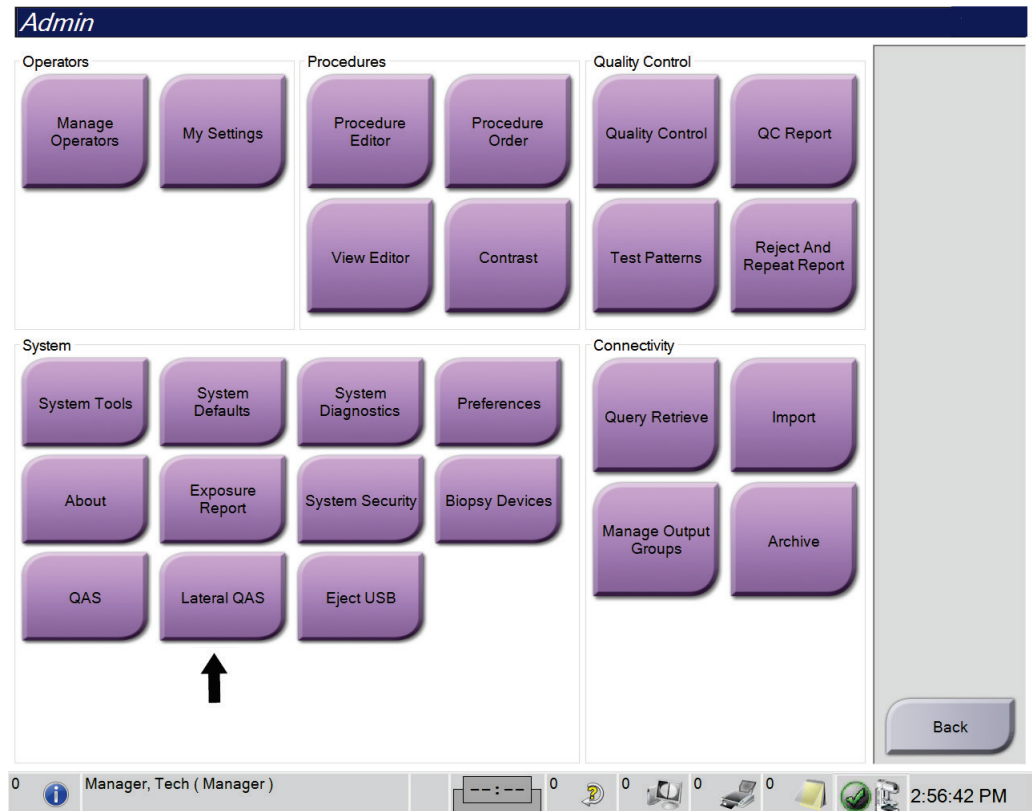 Admin
Operators
Manage
Operators
My Settings
Procedures
Procedure
Editor
Procedure
Order
View Editor
Contrast
Quality Control
Quality Control
QC Report
Test Patterns
Reject And
Repeat Report
System
System Tools
System
Defaults
System
Diagnostics
Preferences
About
Exposure
Report
System Security
Biopsy Devices
QAS
Lateral QAS
Eject USB
Connectivity
Query Retrieve
Import
Manage Output
Groups
Archive
Back
0
Manager, Tech ( Manager )
--:--
0
0
0
0
2:56:42 PM